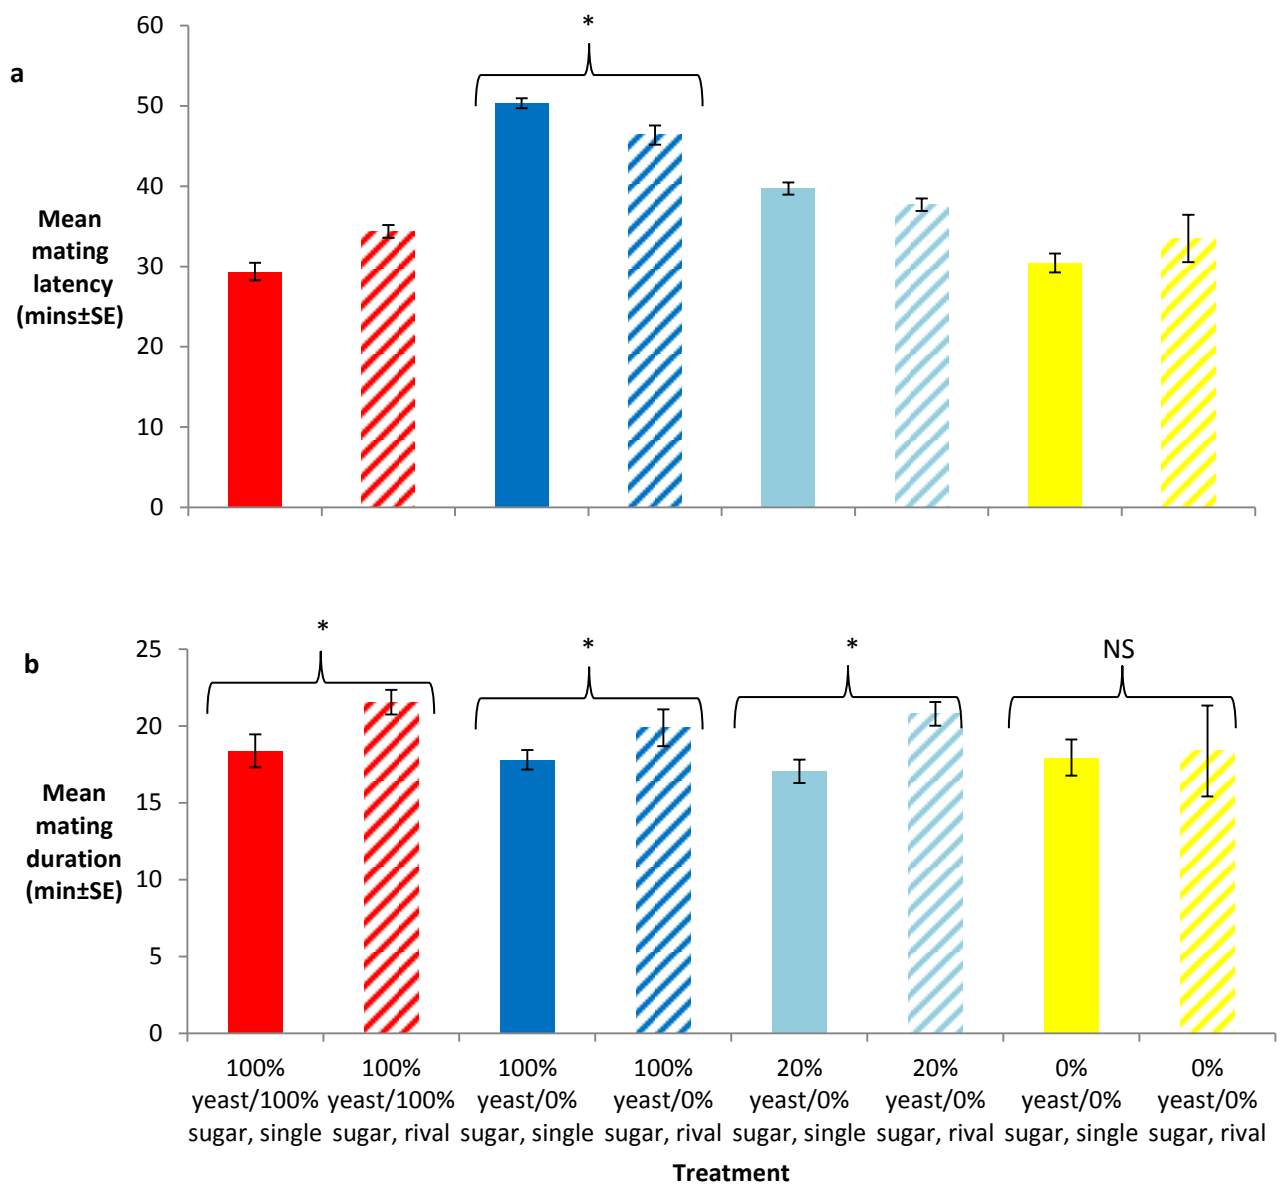 a
Mean
mating
latency
(mins±SE)
60
50
40
30
20
10
0
*
b
Mean
mating
duration
(min±SE)
25
20
15
10
5
0
*
*
*
NS
100%
yeast/100%
sugar, single
100%
yeast/100%
sugar, rival
100%
yeast/0%
sugar, single
100%
yeast/0%
sugar, rival
20%
yeast/0%
sugar, single
20%
yeast/0%
sugar, rival
0%
yeast/0%
sugar, single
0%
yeast/0%
sugar, rival
Treatment